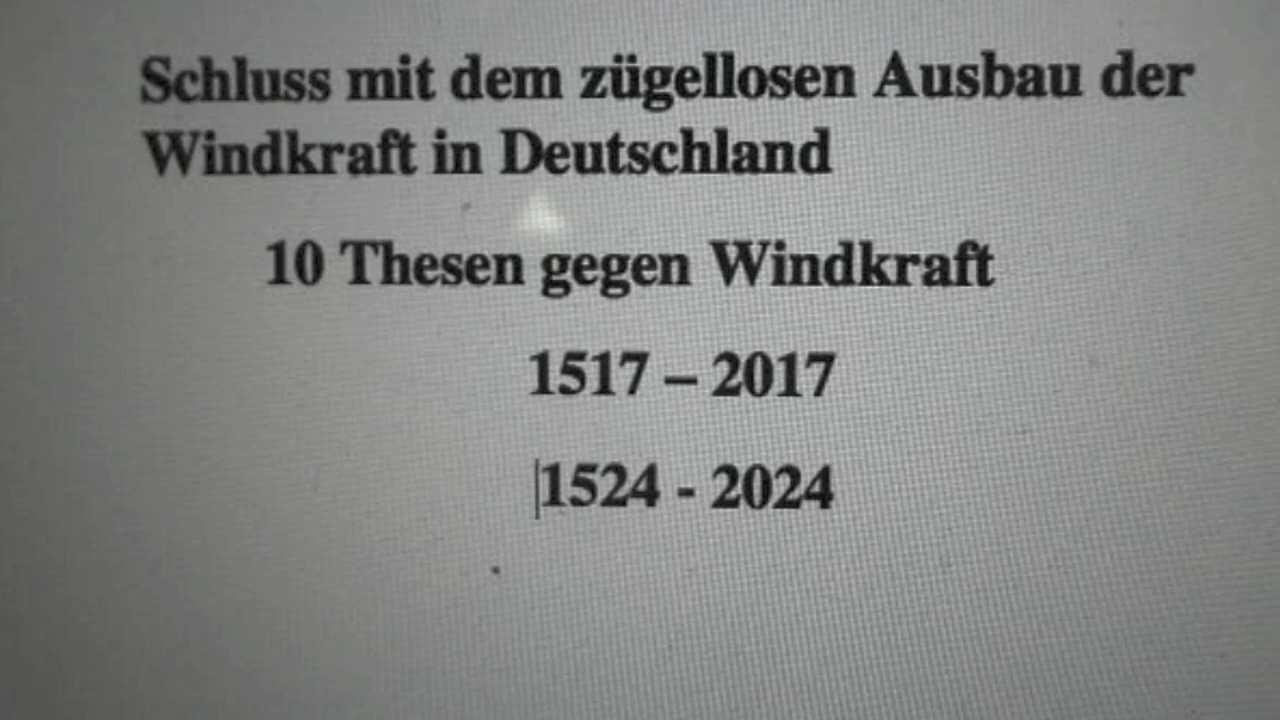 Schluss mit dem zügellosen Ausbau der
Windkraft in Deutschland
10 Thesen gegen Windkraft
1517 – 2017
1524 - 2024